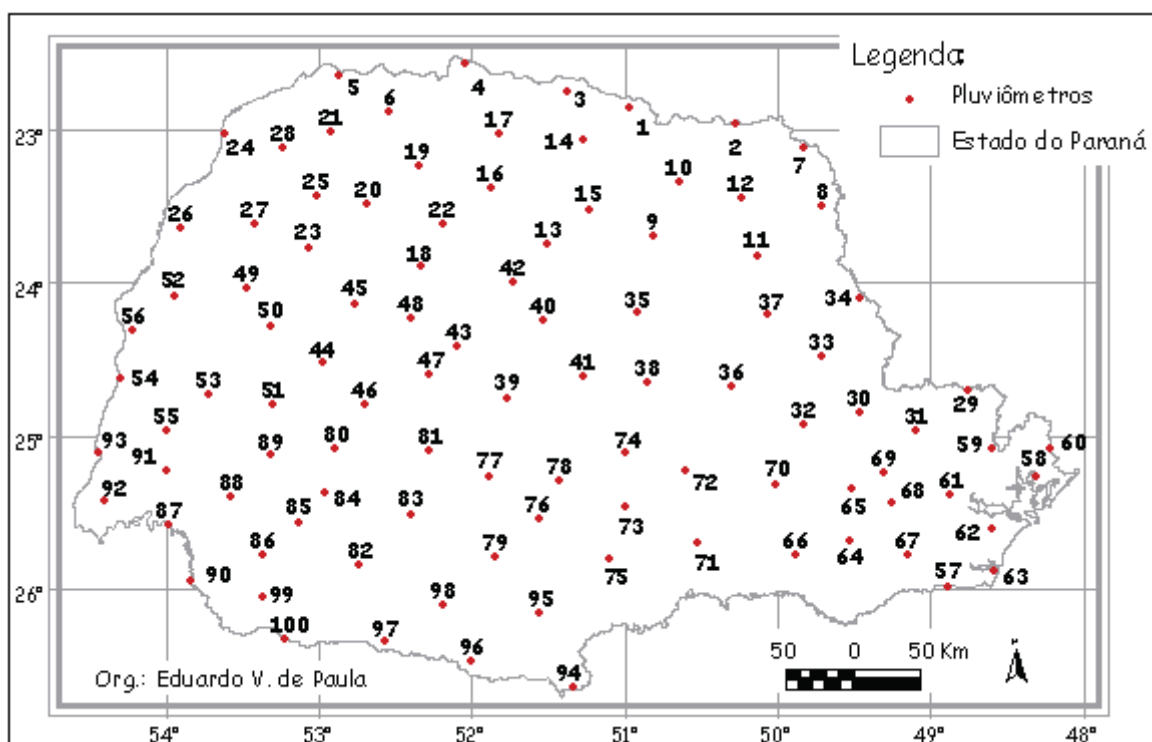 Legenda:
Pluviômetros
Estado do Paraná
5 6 4 3 1 2 7
24 28 21 17 14
19 16 10 12 8
25 20 15
26 27 23 22 13 9 11
18 42
52 49 45 48 40 35 37 34
56 50 43
44 47 41 38 33
54 53 51 46 39 36
55 32 30 31 29
93 89 80 81 74 59 60
91 77 78 72 70 69 58
92 88 84 83 76 65 68 61
87 85 73 62
86 82 79 75 71 66 64 67
90 57 63
99 98 95
100 97 96
94
23°
24°
25°
26°
54° 53° 52° 51° 50° 49° 48°
50 0 50 Km
N
Org.: Eduardo V. de Paula